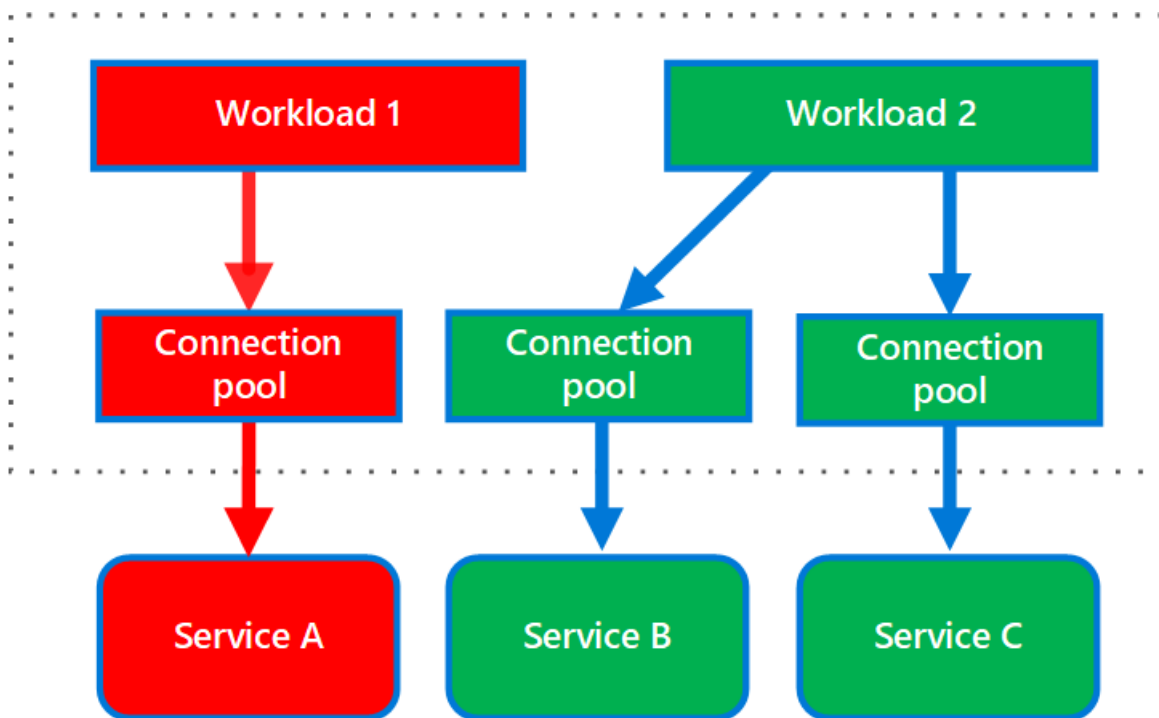 Workload 1
Workload 2
Connection
pool
Connection
pool
Connection
pool
Service A
Service B
Service C